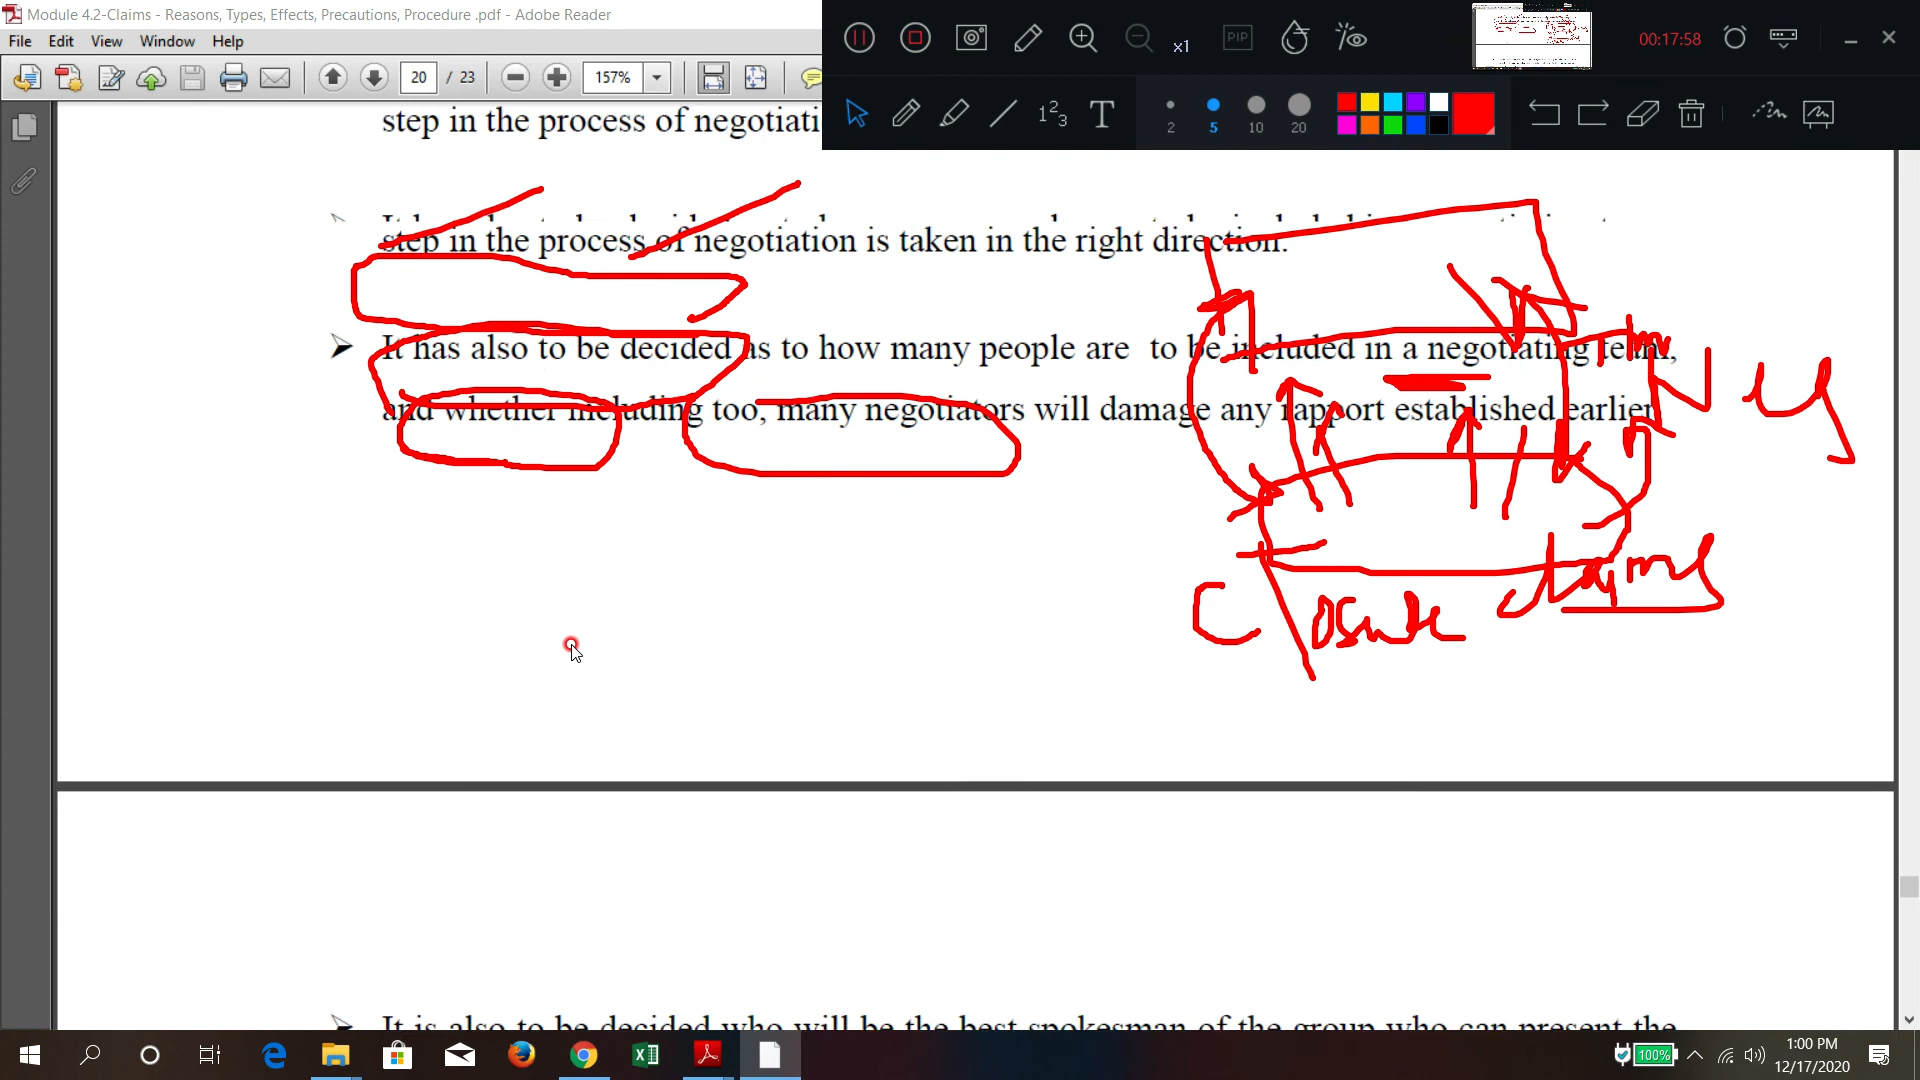 Module 4.2-Claims - Reasons, Types, Effects, Precautions, Procedure .pdf - Adobe Reader
File Edit View Window Help
20 / 23 157%
x1 PIP 00:17:58
2 5 10 20
step in the process of negotiati
step in the process of negotiation is taken in the right direction.
➤ It has also to be decided as to how many people are to be included in a negotiating team,
and whether including too, many negotiators will damage any rapport established earlier.
claims
➤ It is also to be decided who will be the best spokesman of the group who can present the
100% 1:00 PM
12/17/2020